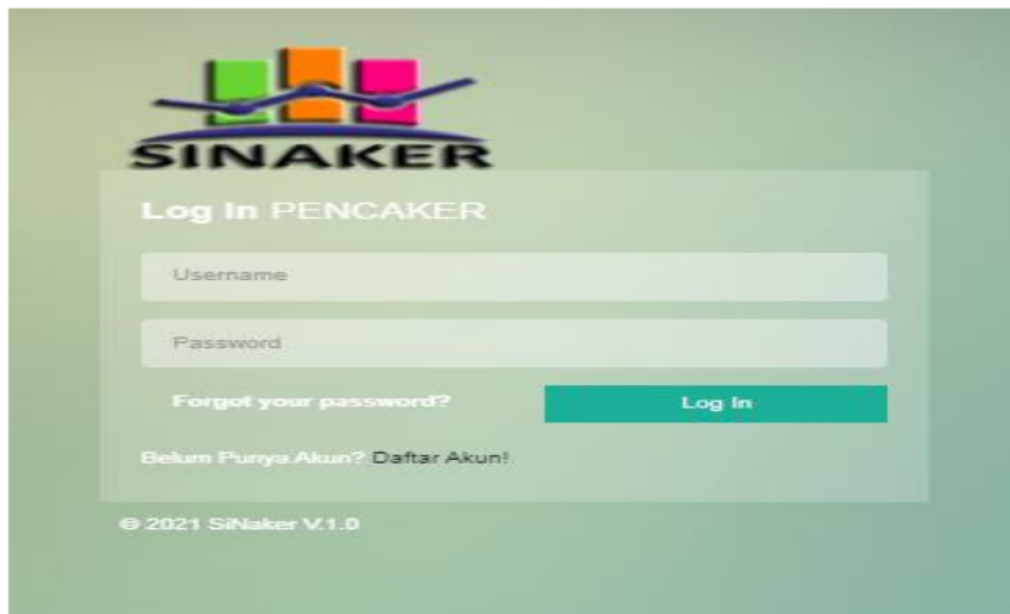 SINAKER
Log In PENCAKER
Username
Password
Forgot your password? Log In
Belum Punya Akun? Daftar Akun!
© 2021 SiNaker V.1.0